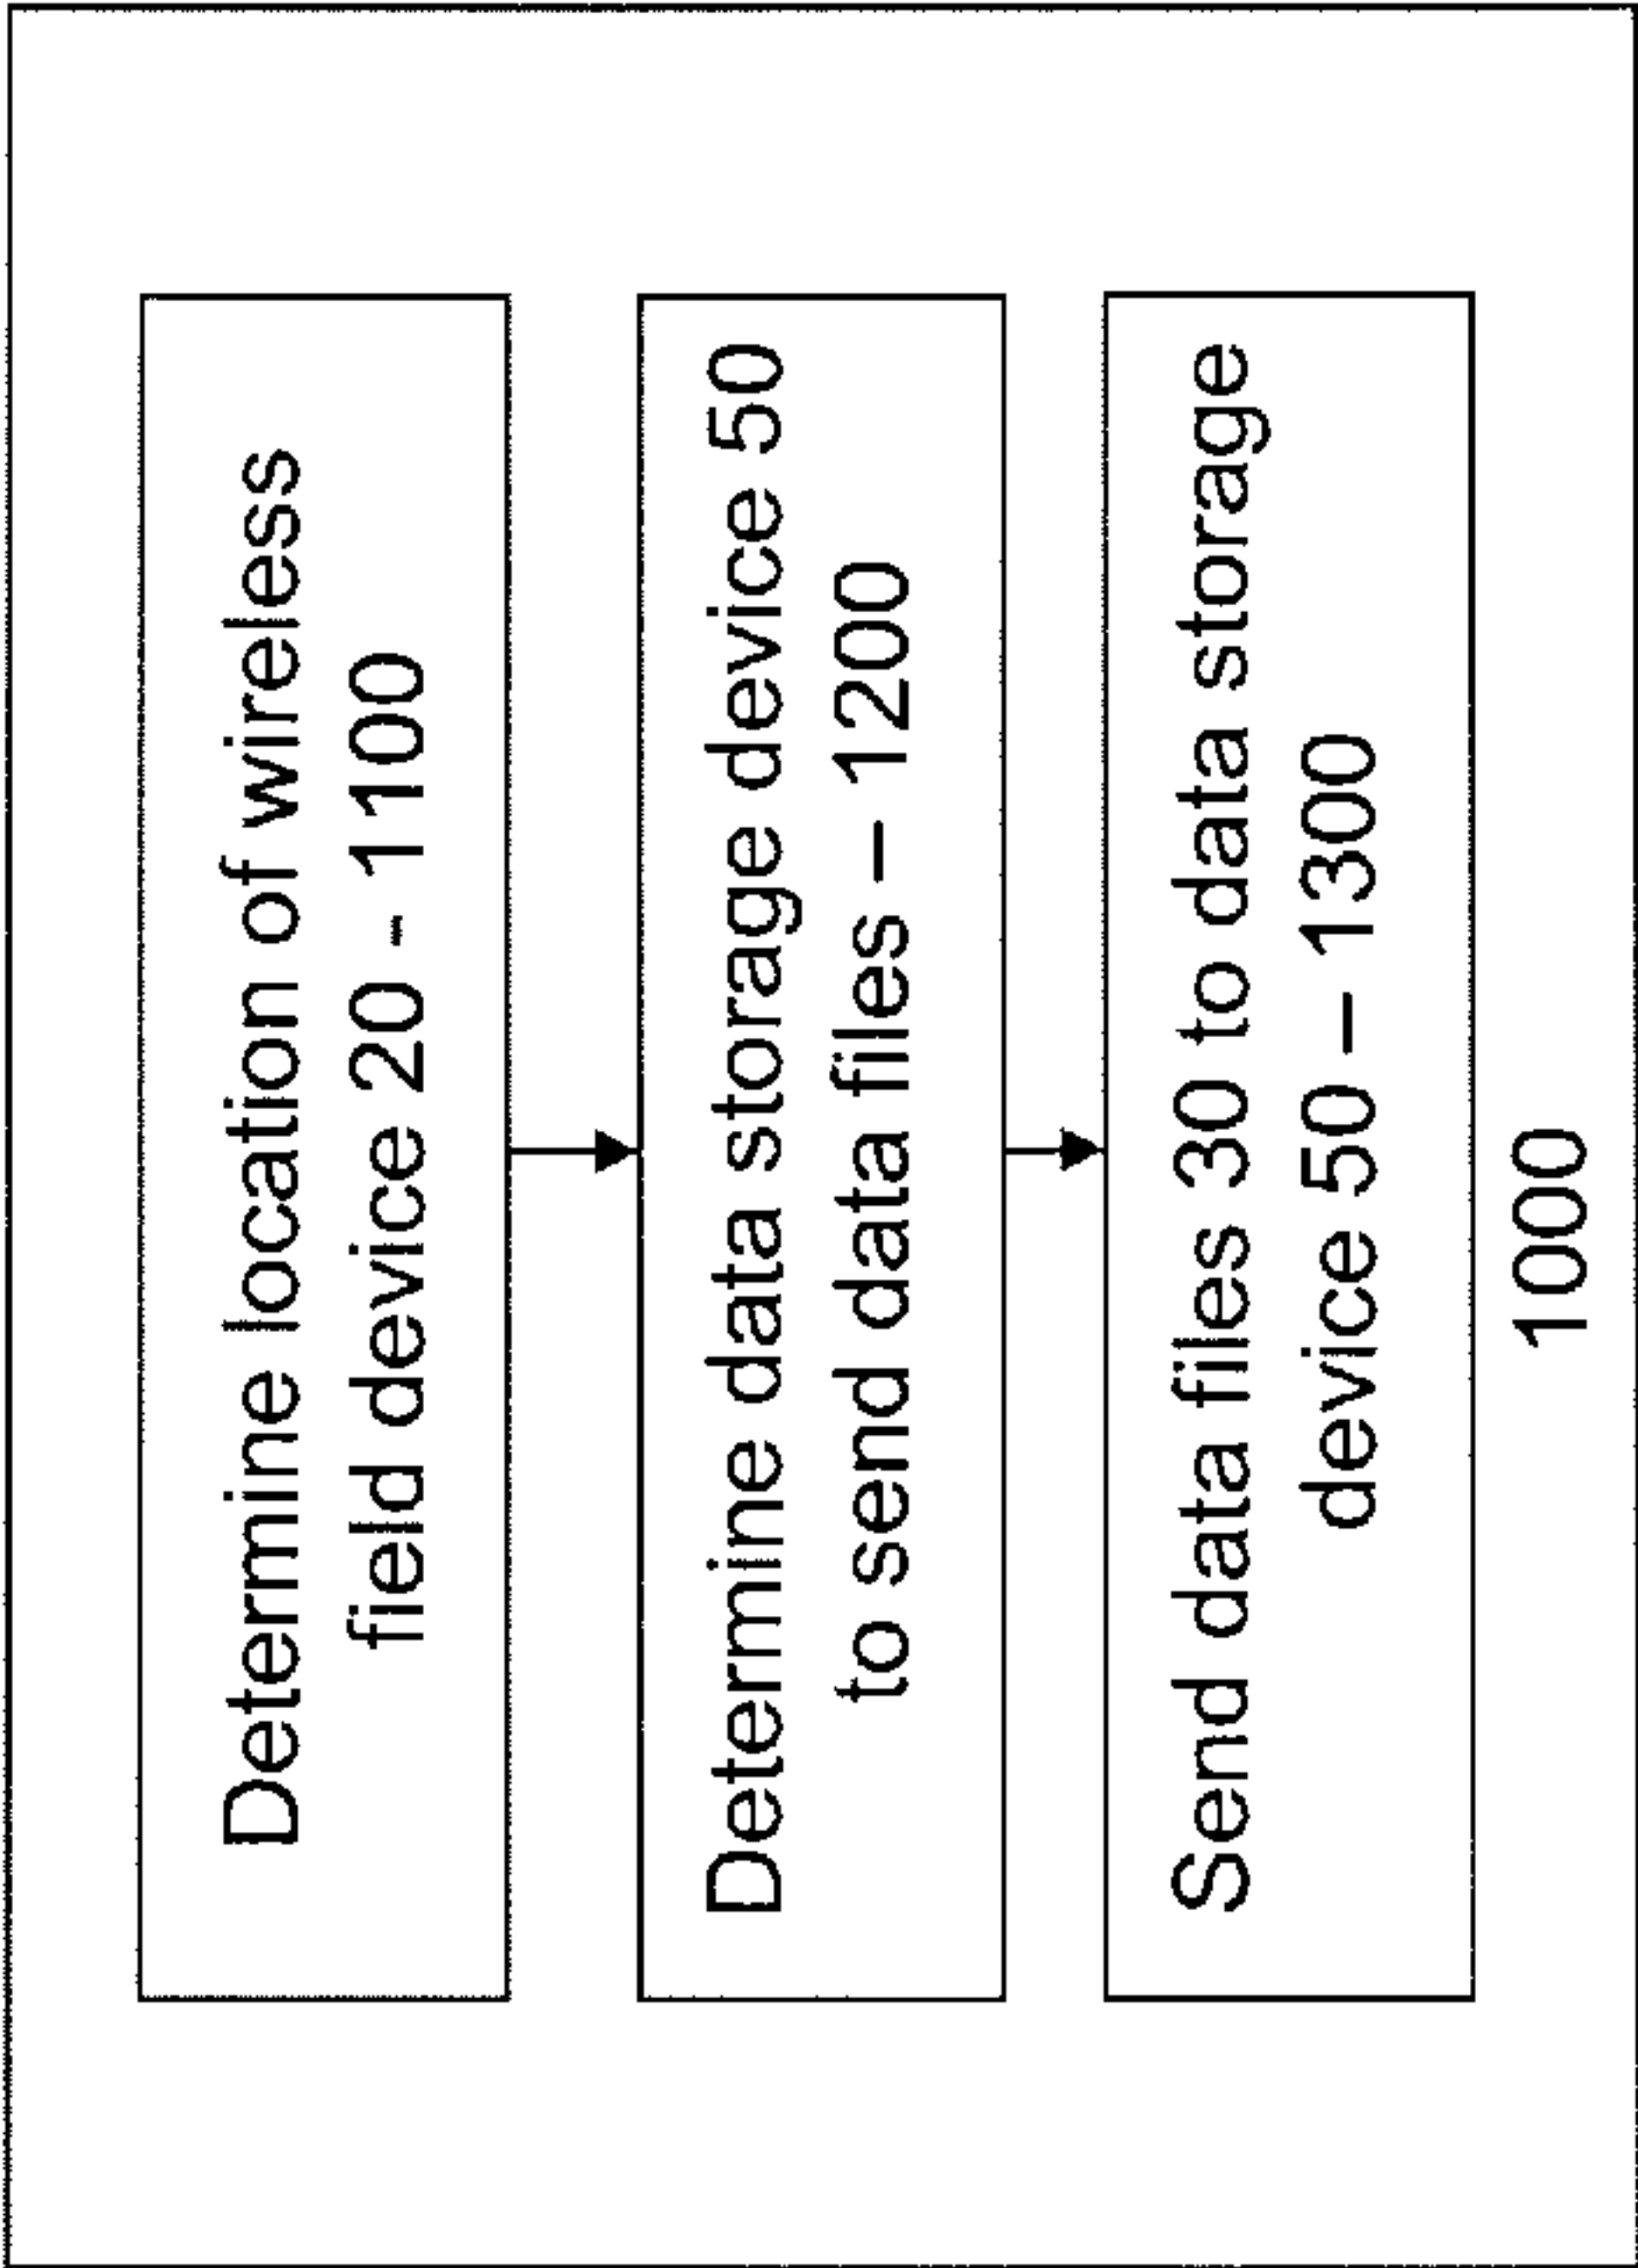 Determine location of wireless
field device 20 - 1100
Determine data storage device 50
to send data files – 1200
Send data files 30 to data storage
device 50 – 1300
1000